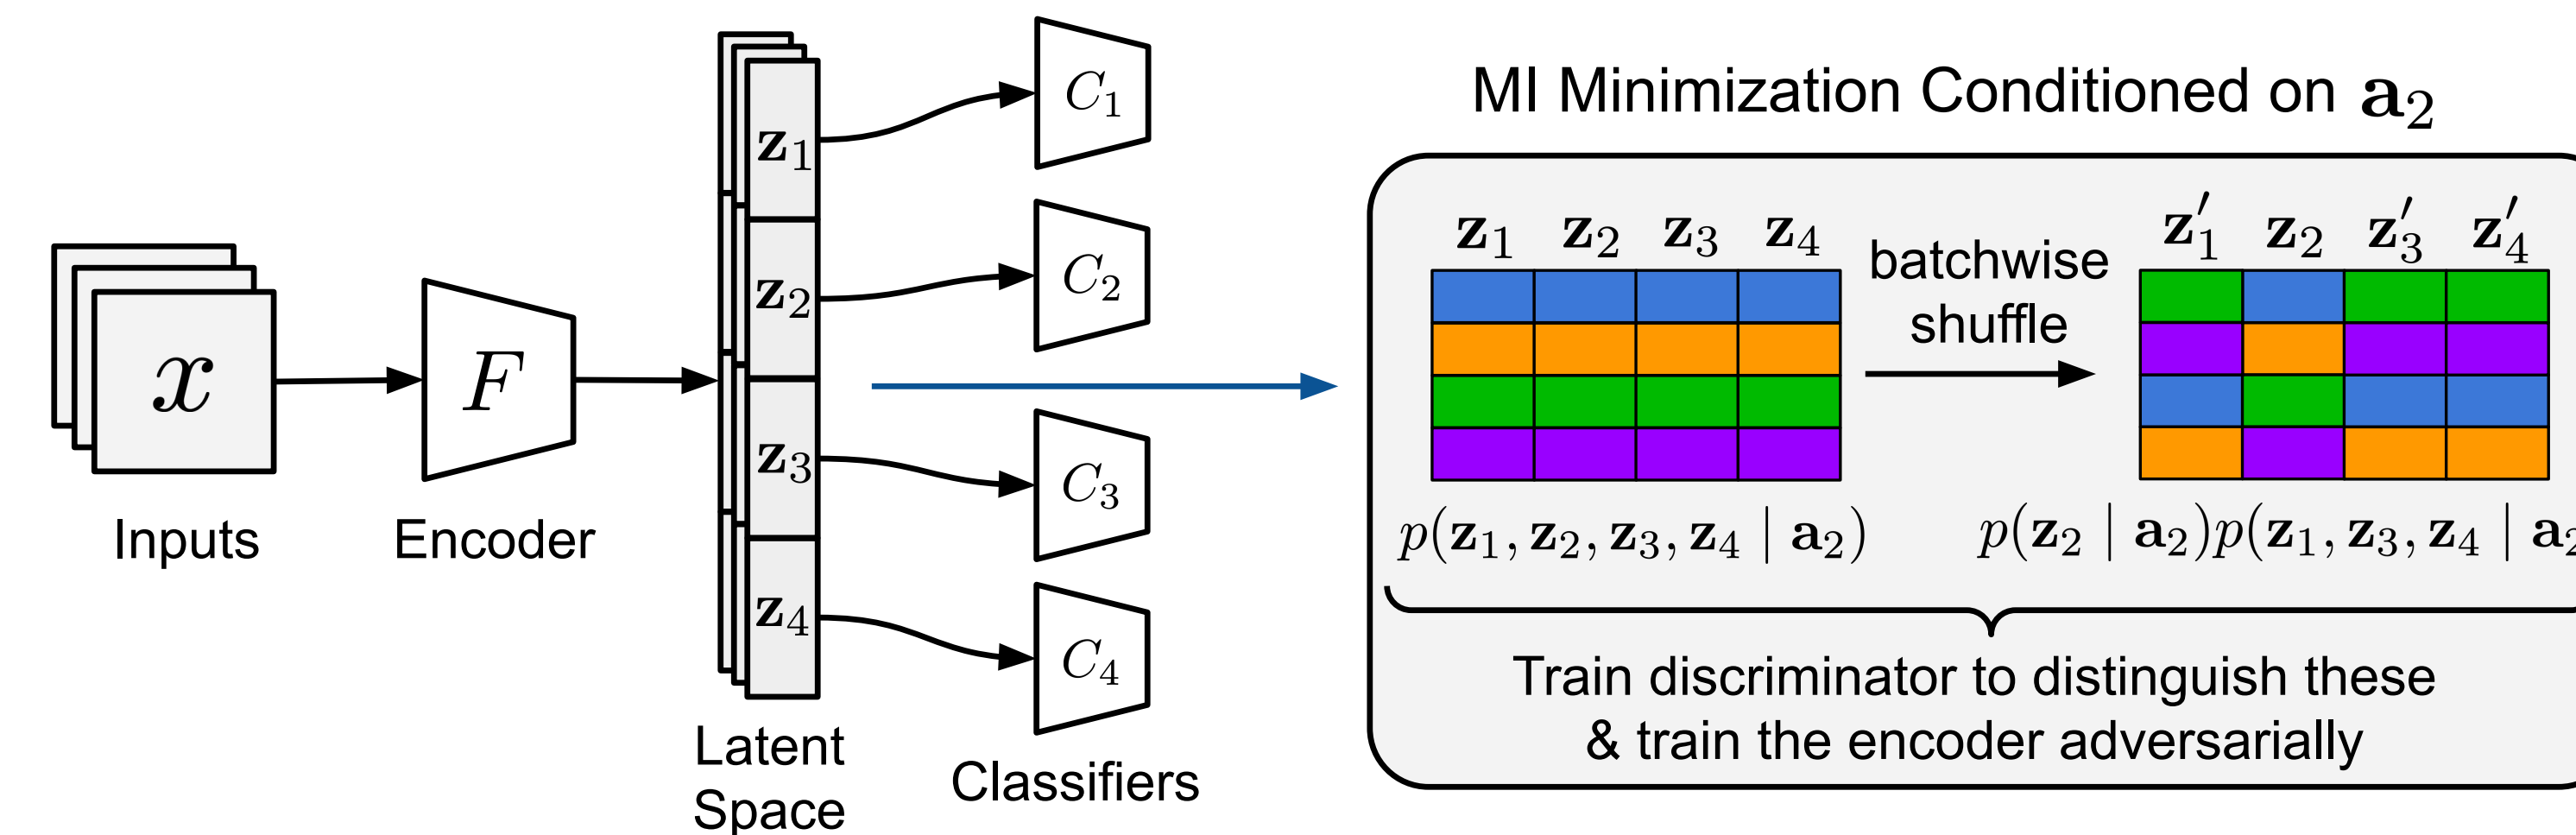 x
Inputs
F
Encoder
z₁
z₂
z₃
z₄
Latent
Space
C₁
C₂
C₃
C₄
Classifiers
MI Minimization Conditioned on a₂
z₁ z₂ z₃ z₄
batchwise
shuffle
z′₁ z₂ z′₃ z′₄
p(z₁, z₂, z₃, z₄ | a₂)
p(z₂ | a₂)p(z₁, z₃, z₄ | a₂
Train discriminator to distinguish these
& train the encoder adversarially